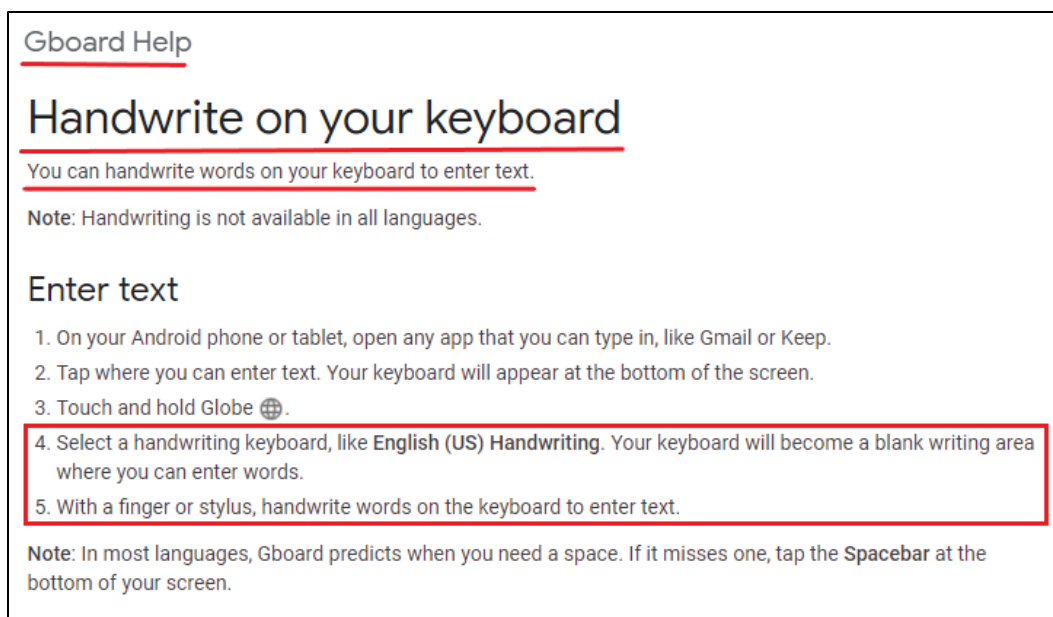 Gboard Help
Handwrite on your keyboard
You can handwrite words on your keyboard to enter text.
Note: Handwriting is not available in all languages.
Enter text
1. On your Android phone or tablet, open any app that you can type in, like Gmail or Keep.
2. Tap where you can enter text. Your keyboard will appear at the bottom of the screen.
3. Touch and hold Globe .
4. Select a handwriting keyboard, like English (US) Handwriting. Your keyboard will become a blank writing area
where you can enter words.
5. With a finger or stylus, handwrite words on the keyboard to enter text.
Note: In most languages, Gboard predicts when you need a space. If it misses one, tap the Spacebar at the
bottom of your screen.